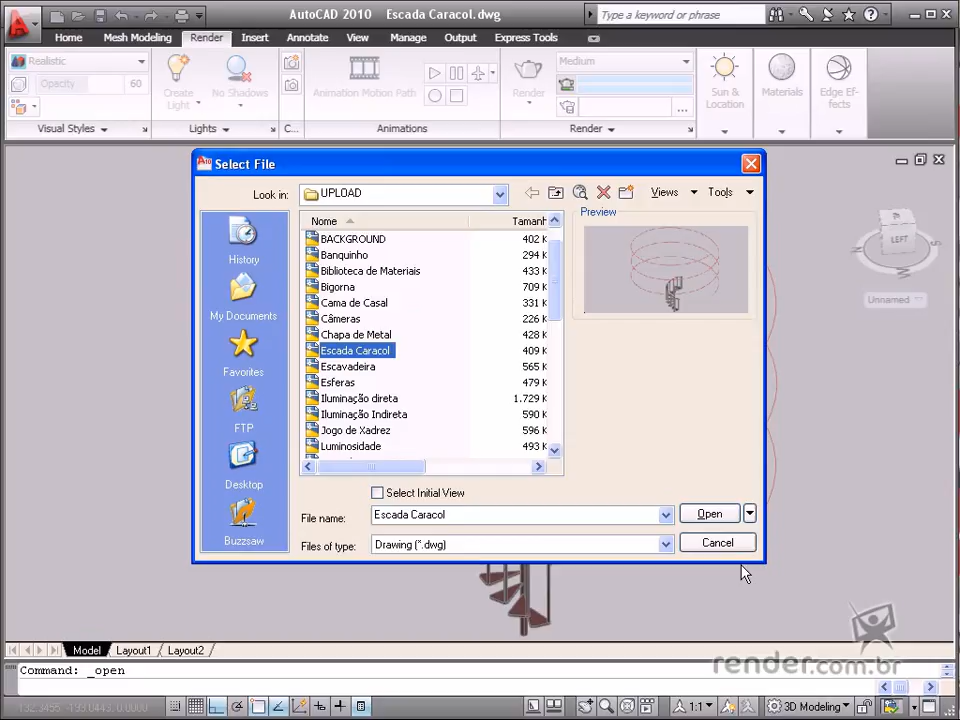 AutoCAD 2010 Escada Caracol.dwg
Type a keyword or phrase
Home Mesh Modeling Render Insert Annotate View Manage Output Express Tools
Realistic
Opacity 60
Create Light
No Shadows
Animation Motion Path
Render
Medium
Sun & Location
Materials
Edge Ef-fects
Visual Styles
Lights
C...
Animations
Render
Select File
Look in: UPLOAD
Views
Tools
History
My Documents
Favorites
FTP
Desktop
Buzzsaw
Nome Tamanh
BACKGROUND 402 K
Banquinho 294 K
Biblioteca de Materiais 433 K
Bigorna 709 K
Cama de Casal 331 K
Câmeras 226 K
Chapa de Metal 428 K
Escada Caracol 409 K
Escavadeira 565 K
Esferas 479 K
Iluminação direta 1.729 K
Iluminação Indireta 590 K
Jogo de Xadrez 596 K
Luminosidade 493 K
Preview
Select Initial View
File name: Escada Caracol
Open
Files of type: Drawing (*.dwg)
Cancel
LEFT
Unnamed
Model Layout1 Layout2
render.com.br
Command: _open
1:1
3D Modeling